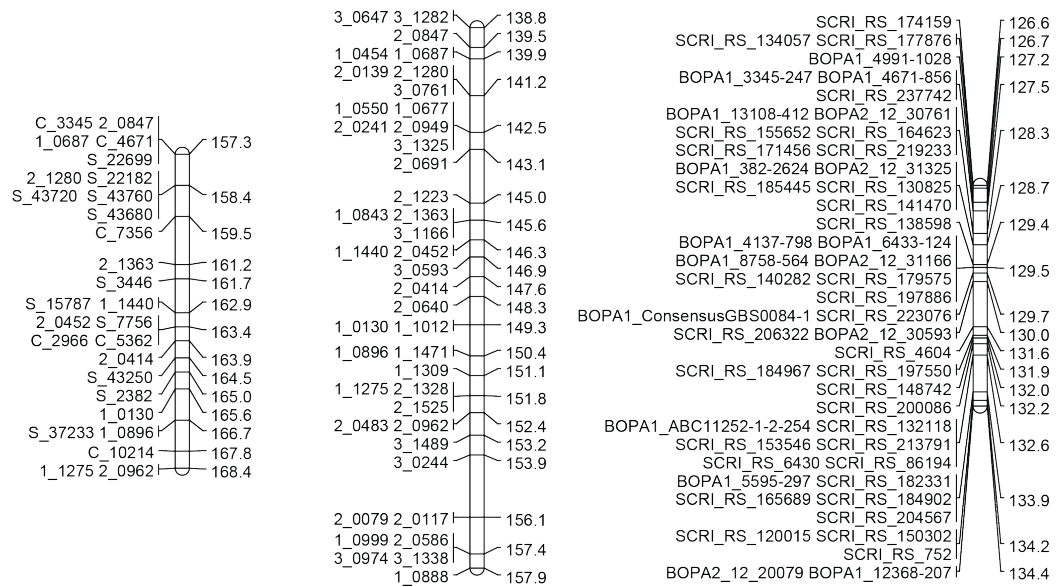 C_3345 2_0847
1_0687 C_4671 157.3
S_22699
2_1280 S_22182
S_43720 S_43760 158.4
S_43680
C_7356 159.5
2_1363 161.2
S_3446 161.7
S_15787 1_1440 162.9
2_0452 S_7756 163.4
C_2966 C_5362
2_0414 163.9
S_43250 164.5
S_2382 165.0
1_0130 165.6
S_37233 1_0896 166.7
C_10214 167.8
1_1275 2_0962 168.4
3_0647 3_1282 138.8
2_0847 139.5
1_0454 1_0687 139.9
2_0139 2_1280 141.2
3_0761
1_0550 1_0677
2_0241 2_0949 142.5
3_1325
2_0691 143.1
2_1223 145.0
1_0843 2_1363 145.6
3_1166
1_1440 2_0452 146.3
3_0593 146.9
2_0414 147.6
2_0640 148.3
1_0130 1_1012 149.3
1_0896 1_1471 150.4
1_1309 151.1
1_1275 2_1328 151.8
2_1525
2_0483 2_0962 152.4
3_1489 153.2
3_0244 153.9
2_0079 2_0117 156.1
1_0999 2_0586 157.4
3_0974 3_1338
1_0888 157.9
SCRI_RS_174159 126.6
SCRI_RS_134057 SCRI_RS_177876 126.7
BOPA1_4991-1028 127.2
BOPA1_3345-247 BOPA1_4671-856 127.5
SCRI_RS_237742
BOPA1_13108-412 BOPA2_12_30761
SCRI_RS_155652 SCRI_RS_164623 128.3
SCRI_RS_171456 SCRI_RS_219233
BOPA1_382-2624 BOPA2_12_31325
SCRI_RS_185445 SCRI_RS_130825 128.7
SCRI_RS_141470
SCRI_RS_138598 129.4
BOPA1_4137-798 BOPA1_6433-124
BOPA1_8758-564 BOPA2_12_31166 129.5
SCRI_RS_140282 SCRI_RS_179575
SCRI_RS_197886
BOPA1_ConsensusGBS0084-1 SCRI_RS_223076 129.7
SCRI_RS_206322 BOPA2_12_30593 130.0
SCRI_RS_4604 131.6
SCRI_RS_184967 SCRI_RS_197550 131.9
SCRI_RS_148742 132.0
SCRI_RS_200086 132.2
BOPA1_ABC11252-1-2-254 SCRI_RS_132118
SCRI_RS_153546 SCRI_RS_213791 132.6
SCRI_RS_6430 SCRI_RS_86194
BOPA1_5595-297 SCRI_RS_182331
SCRI_RS_165689 SCRI_RS_184902 133.9
SCRI_RS_204567
SCRI_RS_120015 SCRI_RS_150302 134.2
SCRI_RS_752
BOPA2_12_20079 BOPA1_12368-207 134.4